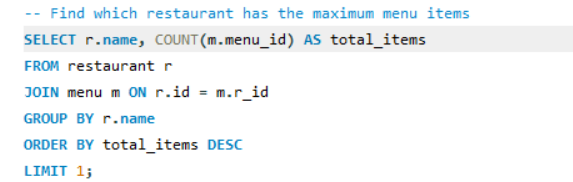 -- Find which restaurant has the maximum menu items
SELECT r.name, COUNT(m.menu_id) AS total_items
FROM restaurant r
JOIN menu m ON r.id = m.r_id
GROUP BY r.name
ORDER BY total_items DESC
LIMIT 1;